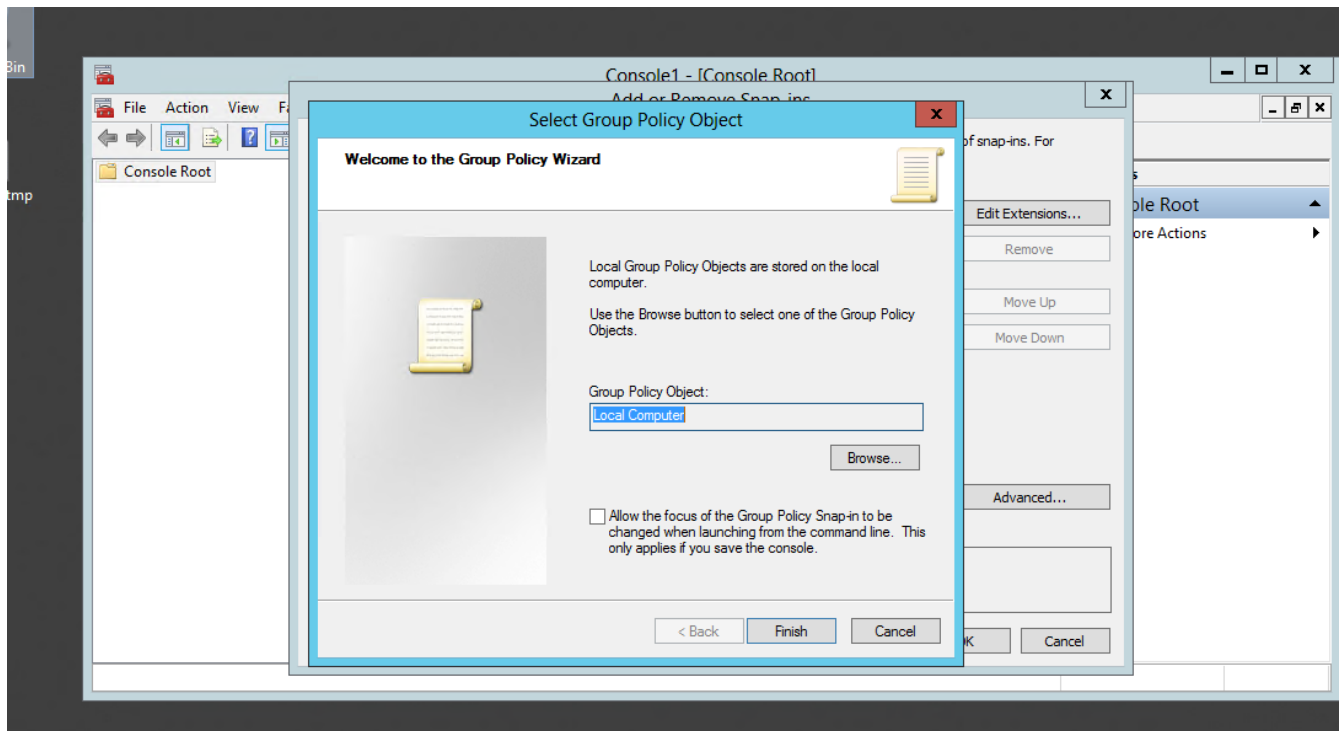 Bin
tmp
Console1 - [Console Root]
File Action View Fa
Console Root
Add or Remove Snap-ins
of snap-ins. For
Edit Extensions...
Remove
Move Up
Move Down
Advanced...
Cancel
ole Root
ore Actions
Select Group Policy Object
Welcome to the Group Policy Wizard
Local Group Policy Objects are stored on the local
computer.
Use the Browse button to select one of the Group Policy
Objects.
Group Policy Object:
Local Computer
Browse...
Allow the focus of the Group Policy Snap-in to be
changed when launching from the command line. This
only applies if you save the console.
< Back Finish Cancel